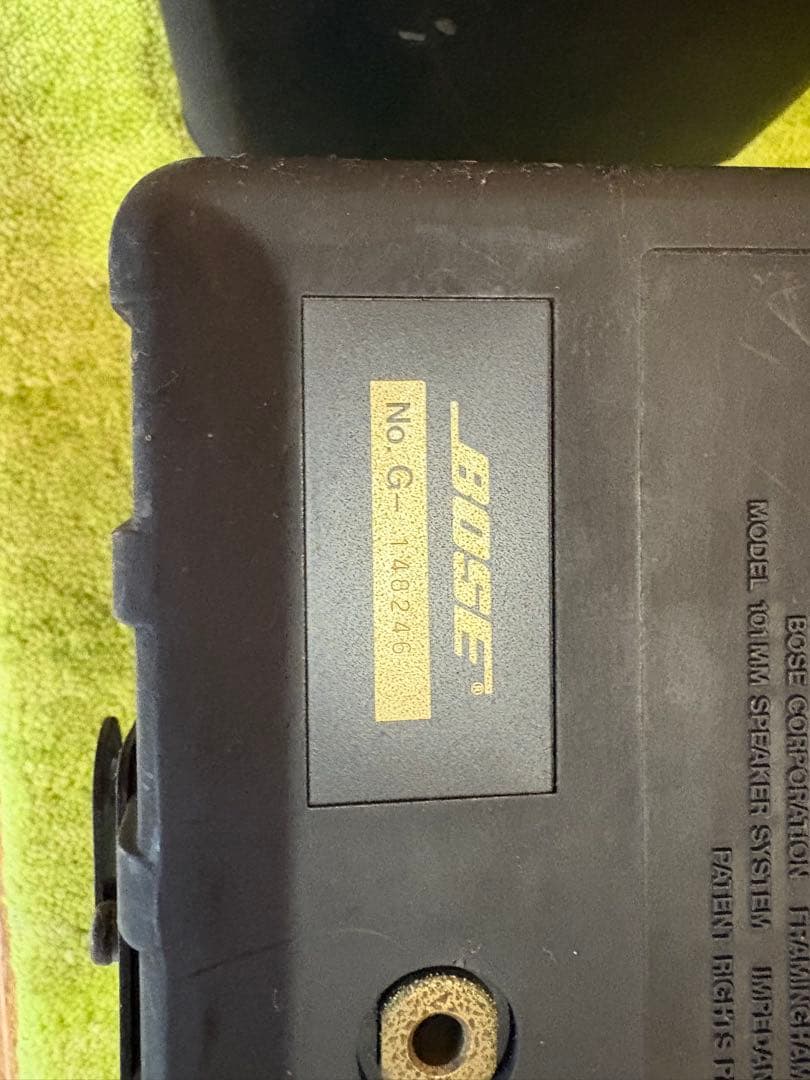 BOSE®
No. G- 148246
BOSE CORPORATION
MODEL 101MM SPEAKER SYSTEM
PATENT RIGHTS